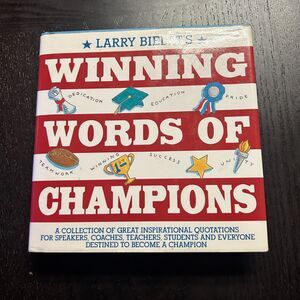 ★ LARRY BIELAT'S ★
WINNING
DEDICATION EDUCATION PRIDE
WORDS OF
TEAMWORK WINNING SUCCESS UNITY
CHAMPIONS
A COLLECTION OF GREAT INSPIRATIONAL QUOTATIONS
FOR SPEAKERS, COACHES, TEACHERS, STUDENTS AND EVERYONE
DESTINED TO BECOME A CHAMPION